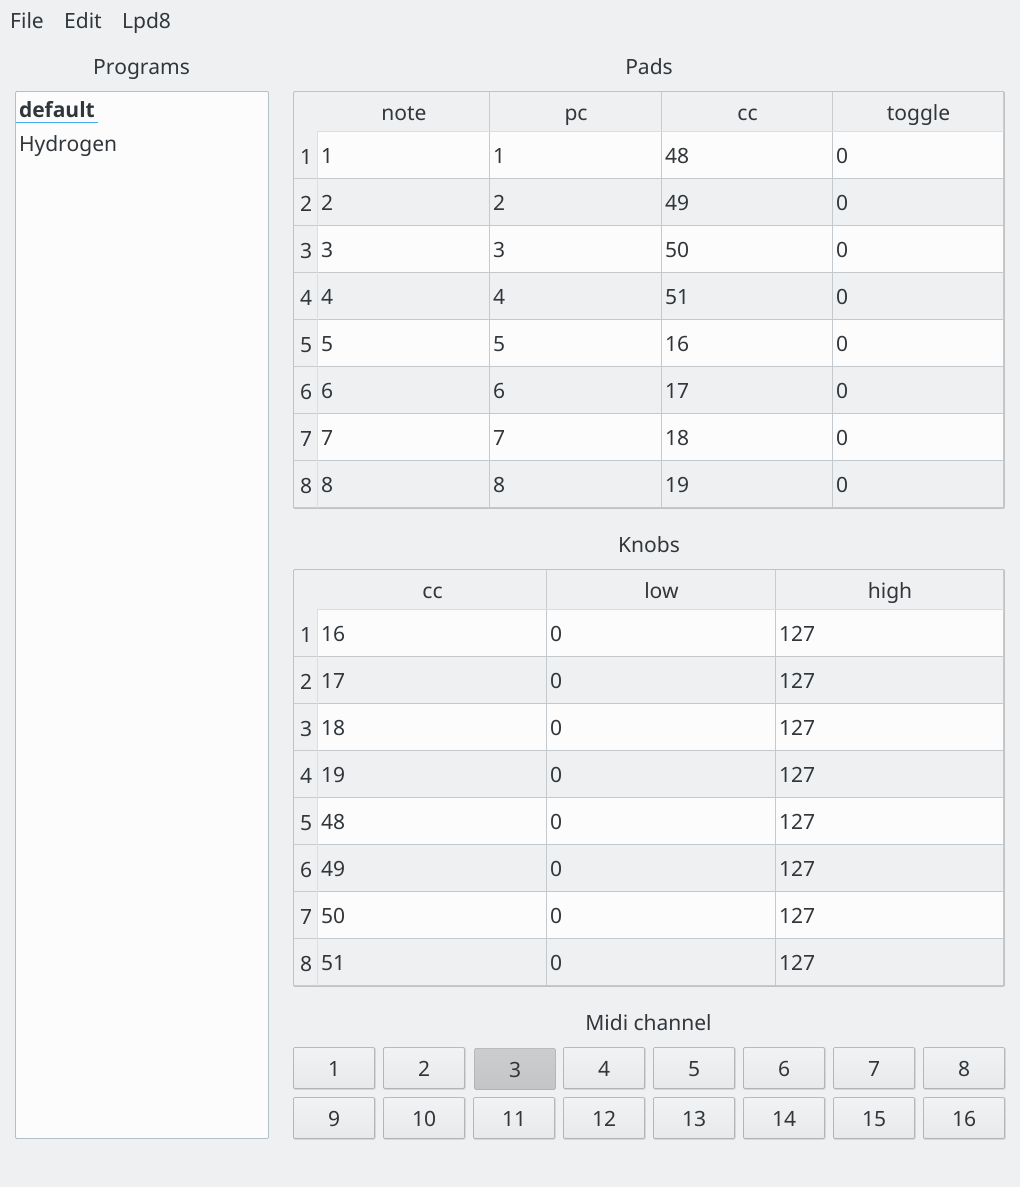 File Edit Lpd8
Programs
default
Hydrogen
Pads
note pc cc toggle
1 1 1 48 0
2 2 2 49 0
3 3 3 50 0
4 4 4 51 0
5 5 5 16 0
6 6 6 17 0
7 7 7 18 0
8 8 8 19 0
Knobs
cc low high
1 16 0 127
2 17 0 127
3 18 0 127
4 19 0 127
5 48 0 127
6 49 0 127
7 50 0 127
8 51 0 127
Midi channel
1 2 3 4 5 6 7 8
9 10 11 12 13 14 15 16